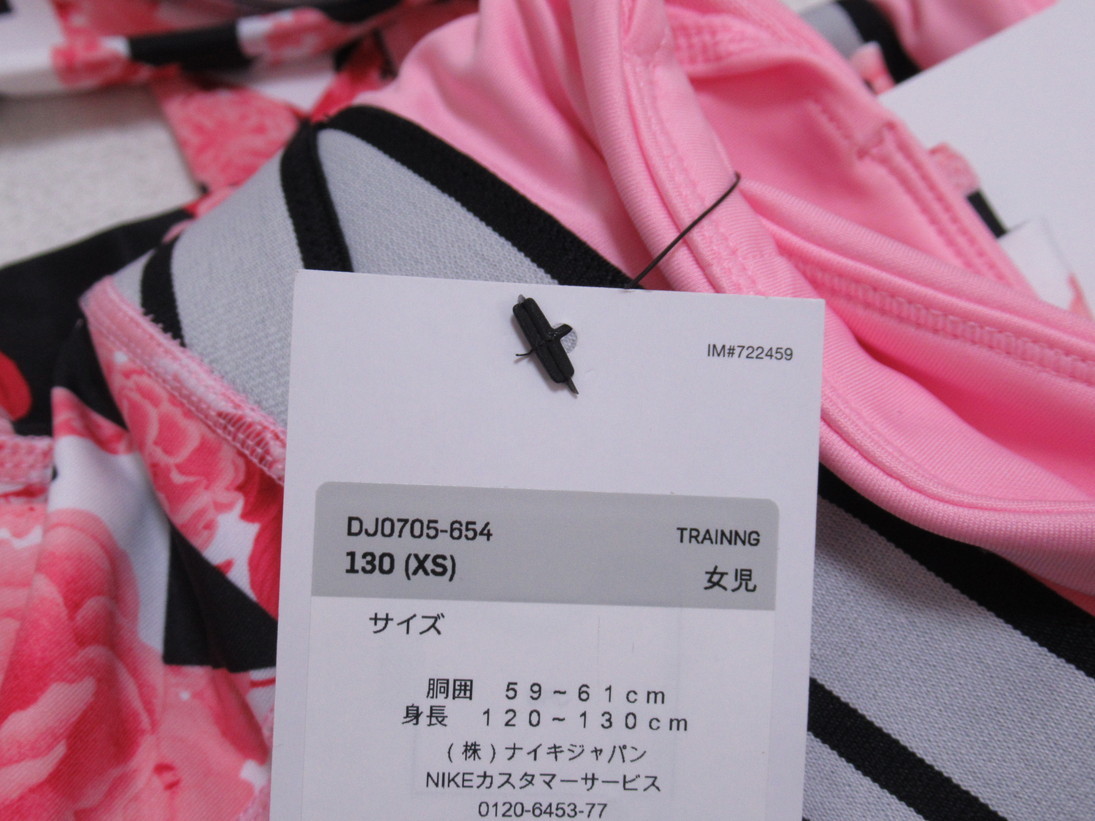 IM#722459
DJ0705-654
TRAINNG
130 (XS)
女児
サイズ
胴囲　５９~６１ｃｍ
身長　１２０~１３０ｃｍ
(株)ナイキジャパン
NIKEカスタマーサービス
0120-6453-77